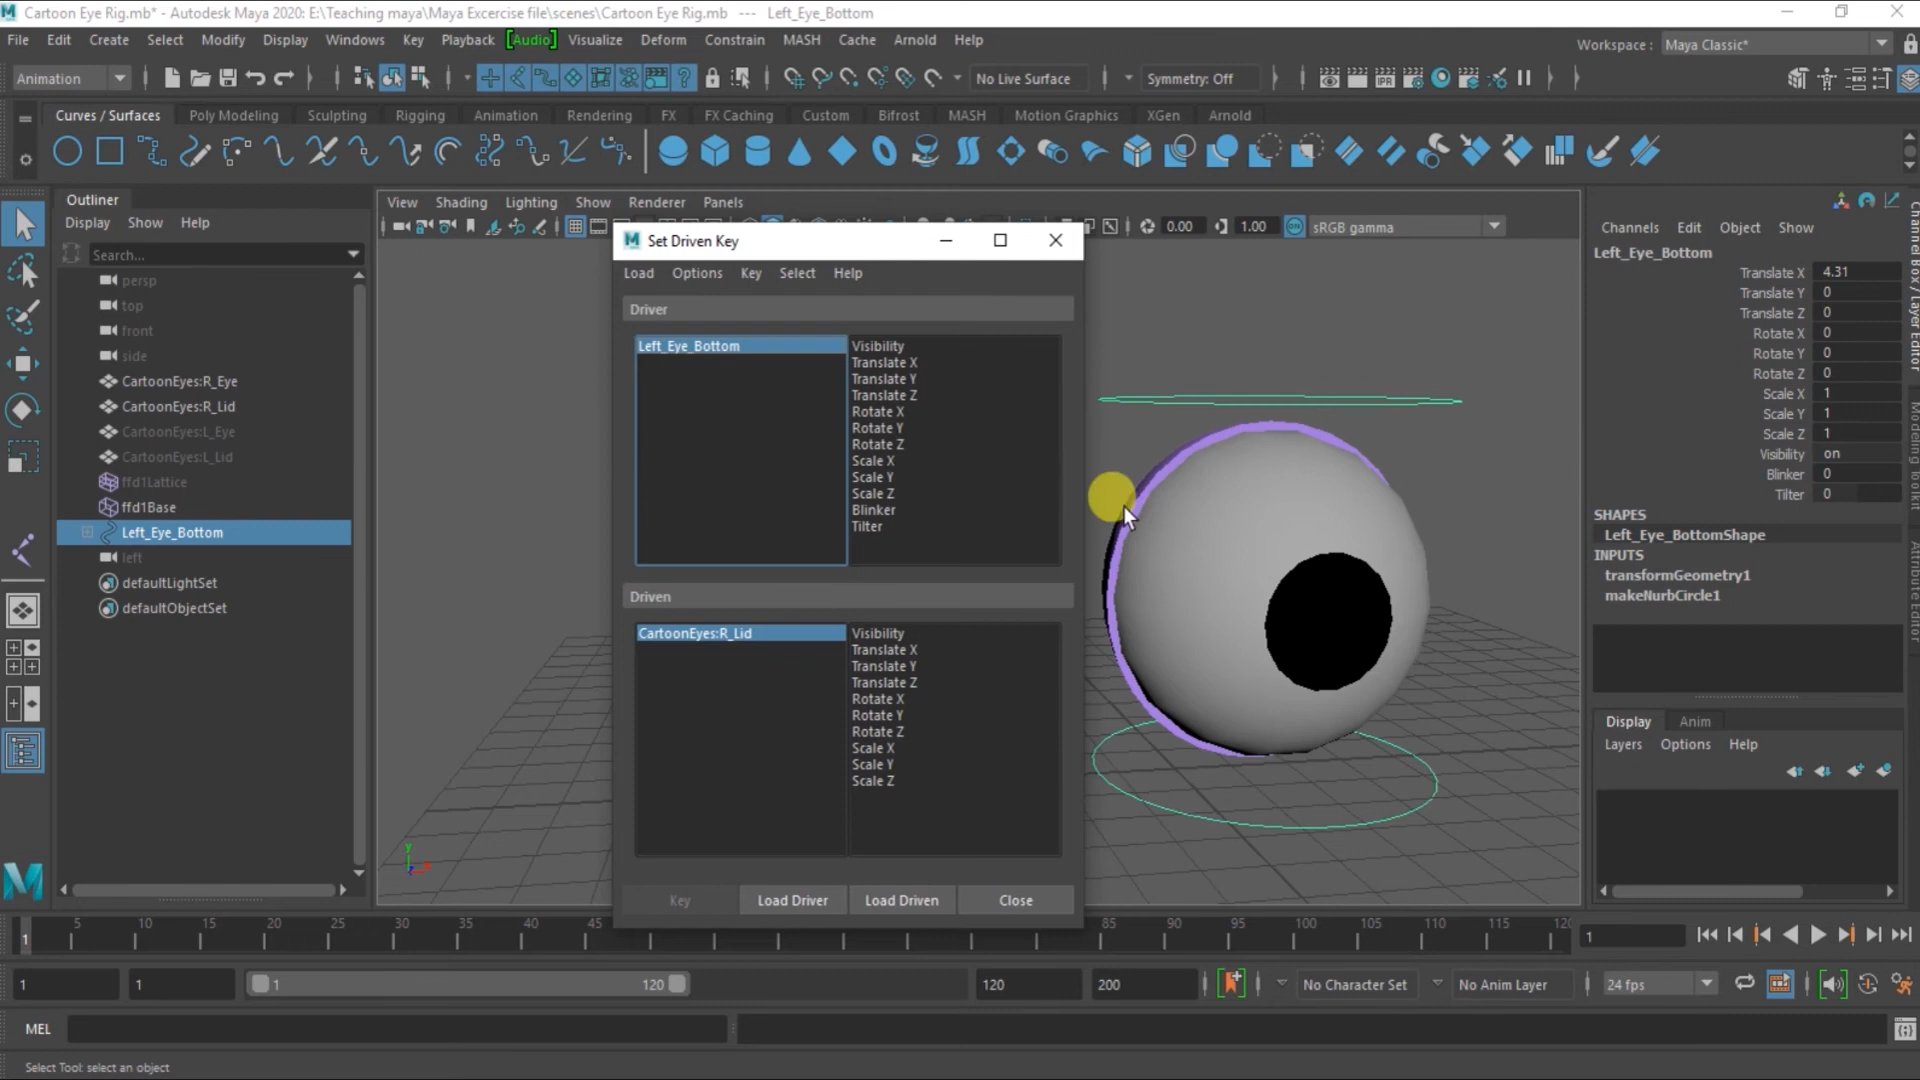 Cartoon Eye Rig.mb* - Autodesk Maya 2020: E:\Teaching maya\Maya Excercise file\scenes\Cartoon Eye Rig.mb --- Left_Eye_Bottom
File Edit Create Select Modify Display Windows Key Playback [Audio] Visualize Deform Constrain MASH Cache Arnold Help
Workspace : Maya Classic*
Animation No Live Surface Symmetry: Off
IPR
Curves / Surfaces Poly Modeling Sculpting Rigging Animation Rendering FX FX Caching Custom Bifrost MASH Motion Graphics XGen Arnold
Outliner
Display Show Help
Search...
persp
top
front
side
CartoonEyes:R_Eye
CartoonEyes:R_Lid
CartoonEyes:L_Eye
CartoonEyes:L_Lid
ffd1Lattice
ffd1Base
Left_Eye_Bottom
left
defaultLightSet
defaultObjectSet
View Shading Lighting Show Renderer Panels
0.00 1.00 sRGB gamma
Set Driven Key
Load Options Key Select Help
Driver
Left_Eye_Bottom
Visibility
Translate X
Translate Y
Translate Z
Rotate X
Rotate Y
Rotate Z
Scale X
Scale Y
Scale Z
Blinker
Tilter
Driven
CartoonEyes:R_Lid
Visibility
Translate X
Translate Y
Translate Z
Rotate X
Rotate Y
Rotate Z
Scale X
Scale Y
Scale Z
Key Load Driver Load Driven Close
y
Channels Edit Object Show
Left_Eye_Bottom
Translate X 4.31
Translate Y 0
Translate Z 0
Rotate X 0
Rotate Y 0
Rotate Z 0
Scale X 1
Scale Y 1
Scale Z 1
Visibility on
Blinker 0
Tilter 0
SHAPES
Left_Eye_BottomShape
INPUTS
transformGeometry1
makeNurbCircle1
Display Anim
Layers Options Help
Channel Box / Layer Editor
Modeling Toolkit
Attribute Editor
1 5 10 15 20 25 30 35 40 45 85 90 95 100 105 110 115 120
1
1 1 1 120 120 200 No Character Set No Anim Layer 24 fps
MEL
Select Tool: select an object